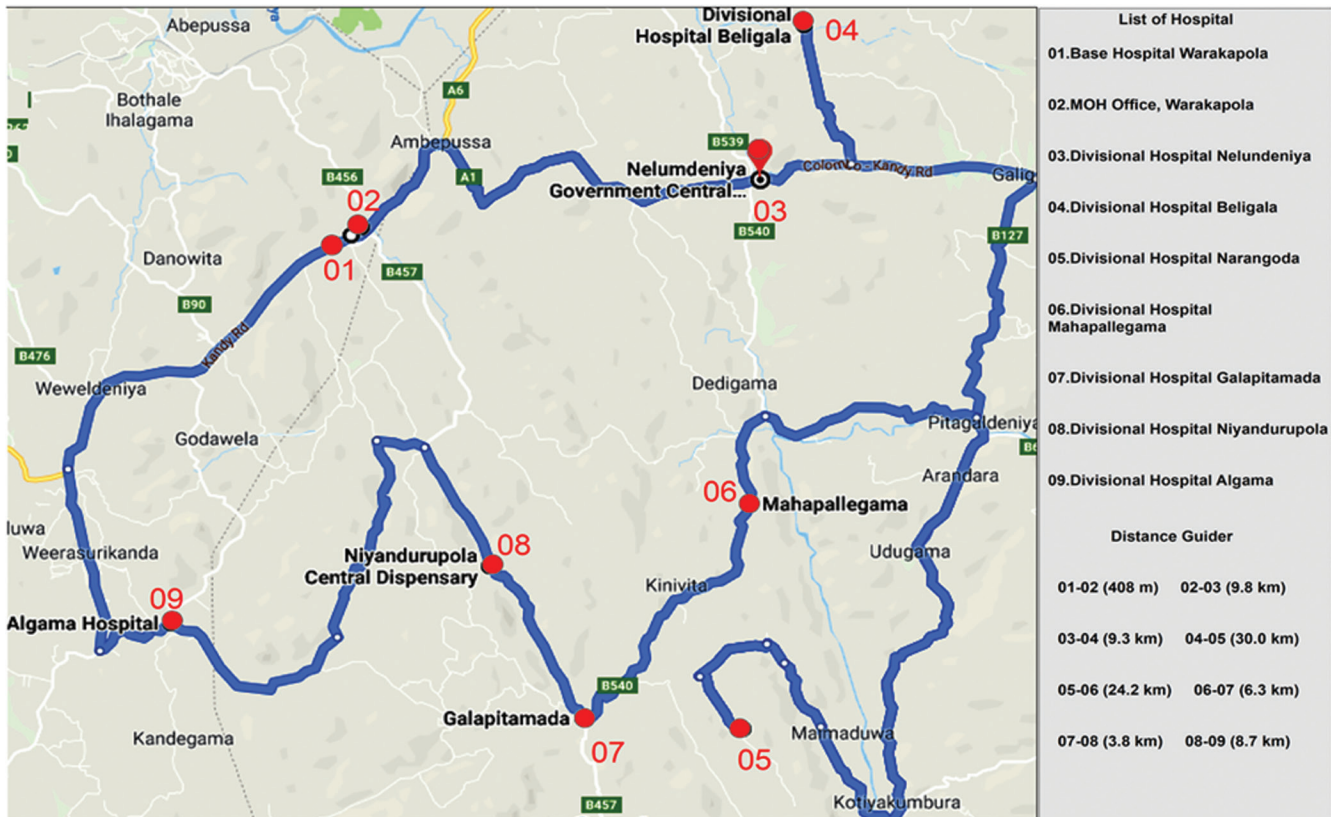 Abepussa
Divisional
Hospital Beligala
04
A6
Bothale
Ihalagama
Ambepussa
B539
B456
A1
Nelumdeniya
Government Central...
Colombo - Kandy Rd
Galig
02
03
B540
01
Danowita
B457
B127
B90
Kandy Rd
B476
Weweldeniya
Dedigama
Godawela
Pitagaldeniya
Arandara
06
Mahapallegama
luwa
Weerasurikanda
Niyandurupola
Central Dispensary
08
Udugama
Kinivita
09
Algama Hospital
B540
Galapitamada
07
05
Kandegama
Maimaduwa
B457
Kotiyakumbura
List of Hospital
01.Base Hospital Warakapola
02.MOH Office, Warakapola
03.Divisional Hospital Nelundeniya
04.Divisional Hospital Beligala
05.Divisional Hospital Narangoda
06.Divisional Hospital
Mahapallegama
07.Divisional Hospital Galapitamada
08.Divisional Hospital Niyandurupola
09.Divisional Hospital Algama
Distance Guider
01-02 (408 m) 02-03 (9.8 km)
03-04 (9.3 km) 04-05 (30.0 km)
05-06 (24.2 km) 06-07 (6.3 km)
07-08 (3.8 km) 08-09 (8.7 km)